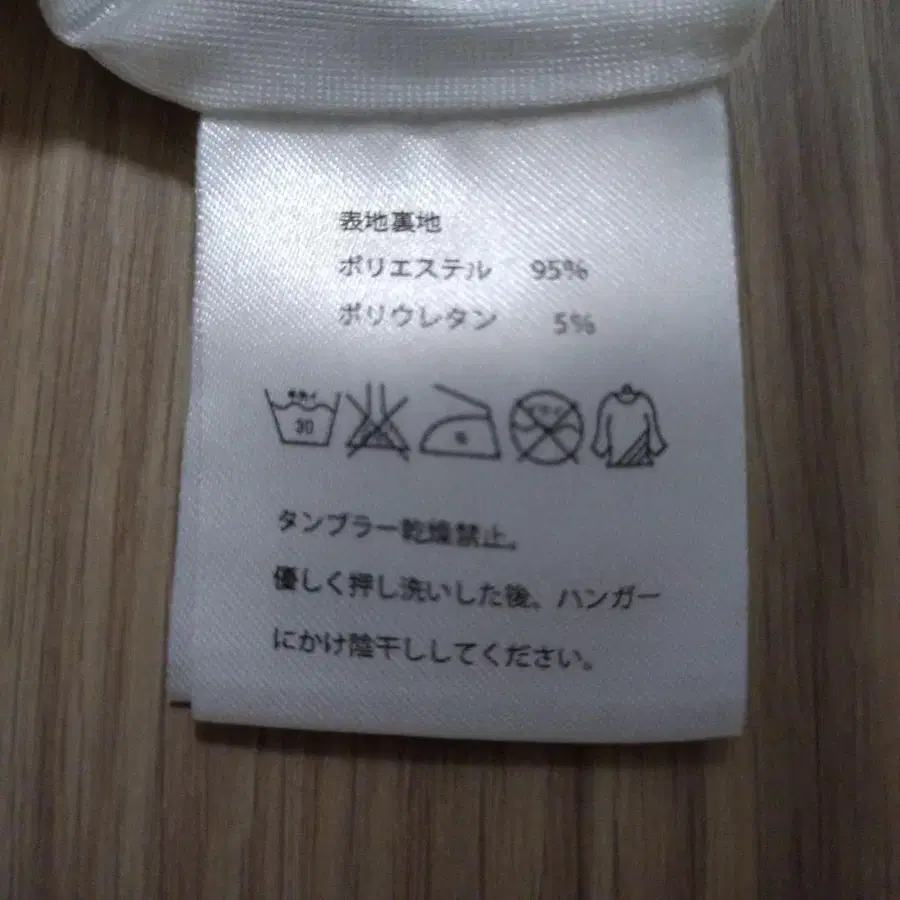 表地裏地
ポリエステル 95%
ポリウレタン 5%
30
タンブラー乾燥禁止。
優しく押し洗いした後、ハンガー
にかけ陰干ししてください。